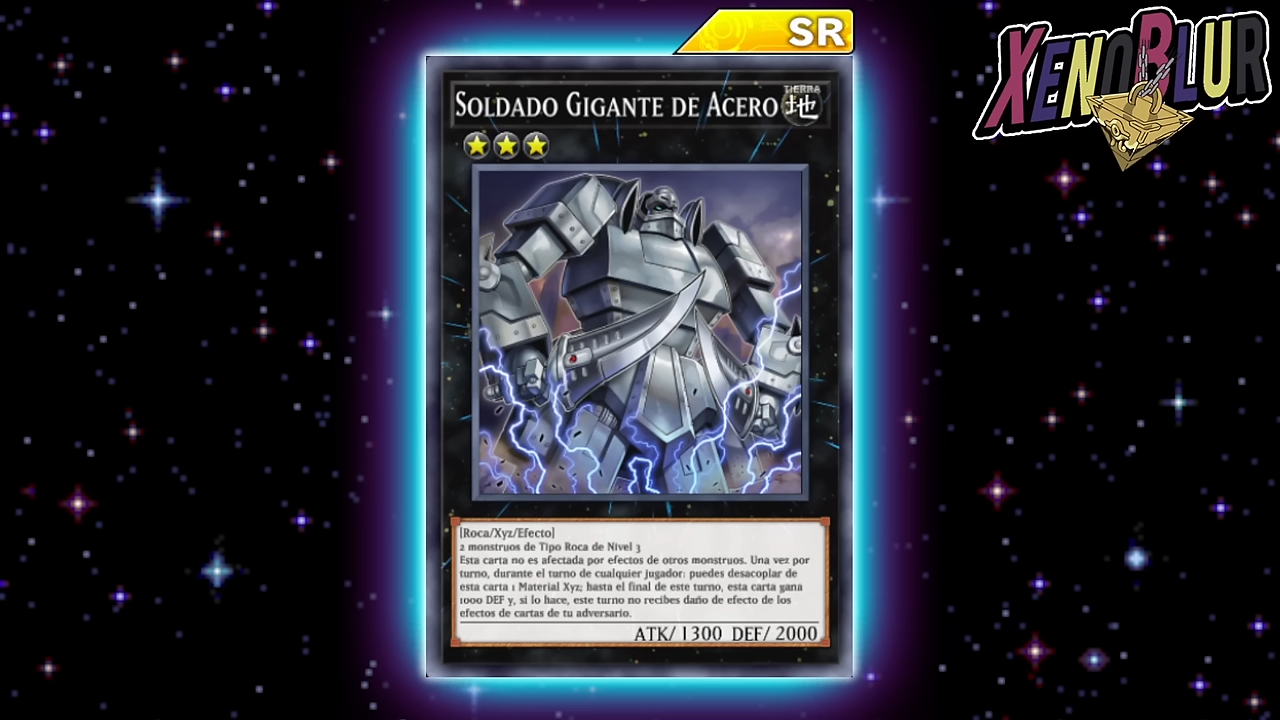 SR
XENOBLUR
SOLDADO GIGANTE DE ACERO
TIERRA
地
[Roca/Xyz/Efecto]
2 monstruos de Tipo Roca de Nivel 3
Esta carta no es afectada por efectos de otros monstruos. Una vez por
turno, durante el turno de cualquier jugador: puedes desacoplar de
esta carta 1 Material Xyz; hasta el final de este turno, esta carta gana
1000 DEF y, si lo hace, este turno no recibes daño de efecto de los
efectos de cartas de tu adversario.
ATK/ 1300 DEF/ 2000